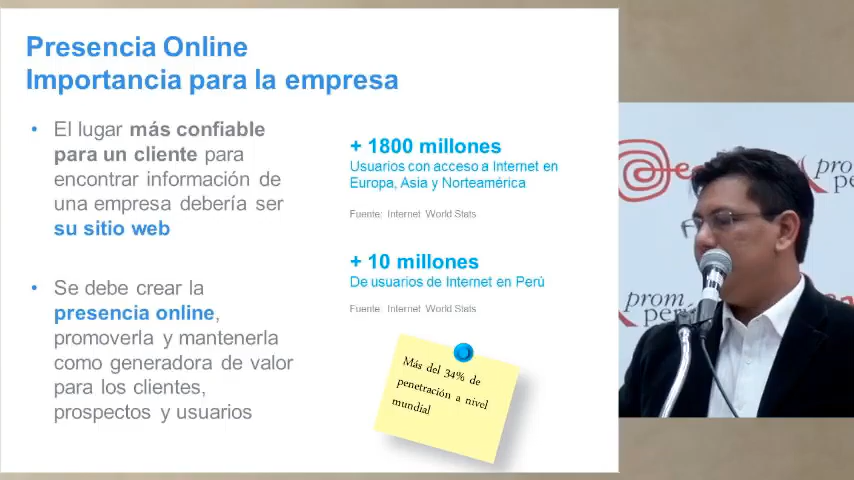 Presencia Online
Importancia para la empresa
• El lugar más confiable
para un cliente para
encontrar información de
una empresa debería ser
su sitio web
• Se debe crear la
presencia online,
promoverla y mantenerla
como generadora de valor
para los clientes,
prospectos y usuarios
+ 1800 millones
Usuarios con acceso a Internet en
Europa, Asia y Norteamérica
Fuente: Internet World Stats
+ 10 millones
De usuarios de Internet en Perú
Fuente: Internet World Stats
Más del 34% de
penetración a nivel
mundial
prom
perú